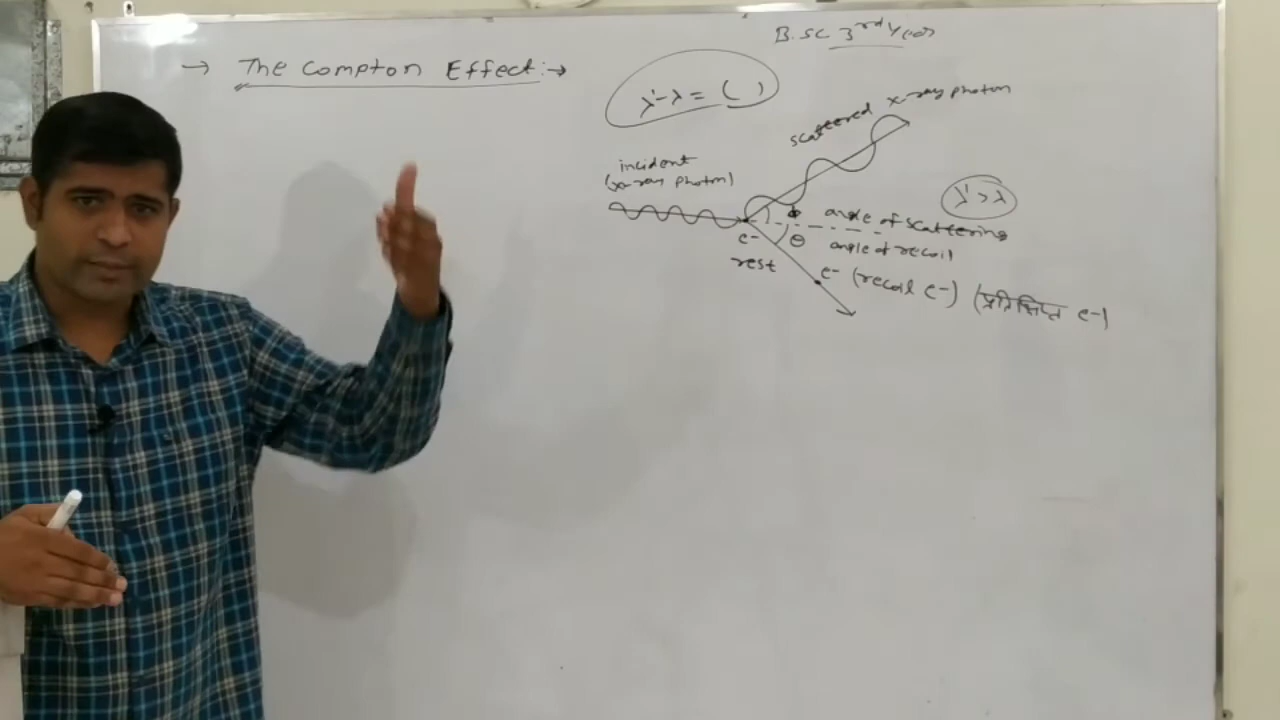 B.sc 3rd Year
→ The Compton Effect :→
λ'-λ = ( )
scattered x-ray photon
incident
(x-ray photon)
λ' > λ
ϕ angle of scattering
e-
θ angle of recoil
rest
e- (recoil e-) (प्रतिक्षिप्त e-)